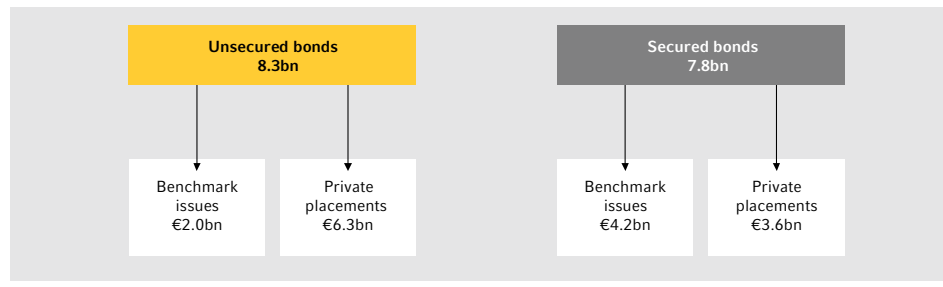 Unsecured bonds
8.3bn
Secured bonds
7.8bn
Benchmark
issues
€2.0bn
Private
placements
€6.3bn
Benchmark
issues
€4.2bn
Private
placements
€3.6bn